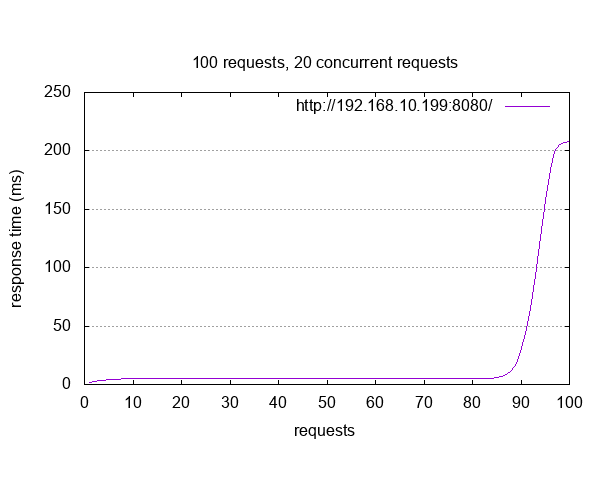 100 requests, 20 concurrent requests
http://192.168.10.199:8080/
250
200
150
100
50
0
response time (ms)
0 10 20 30 40 50 60 70 80 90 100
requests